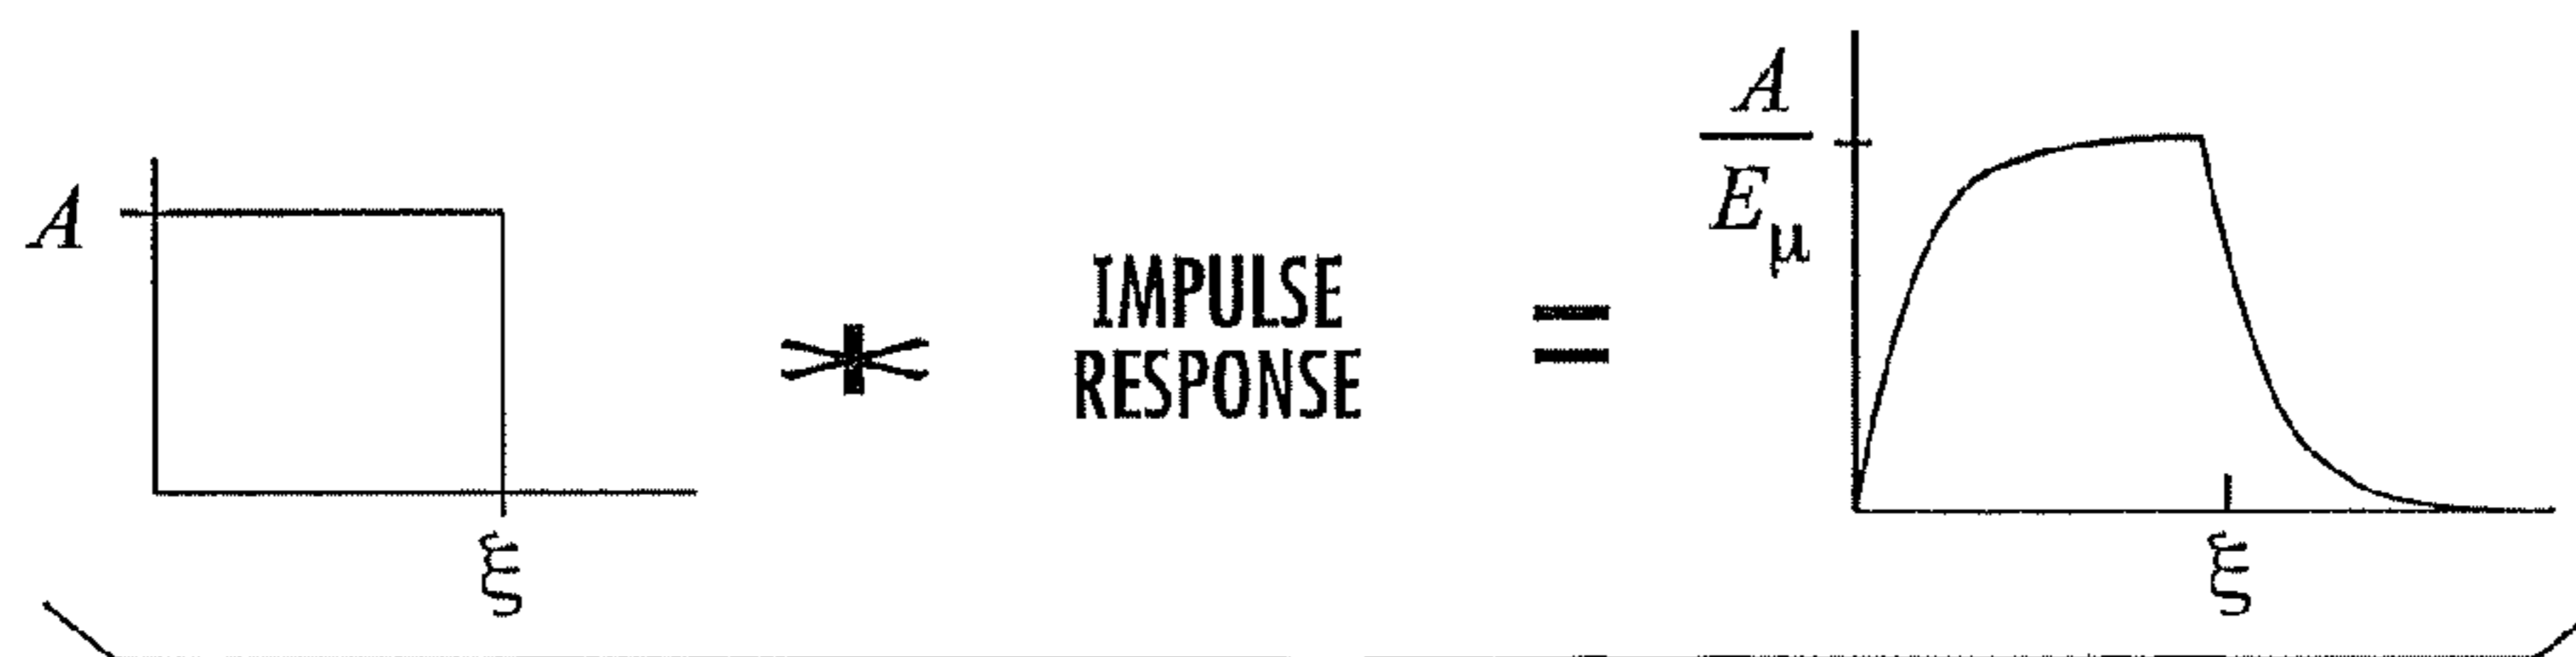 A
ξ
*
IMPULSE
RESPONSE
=
A
E_μ
ξ